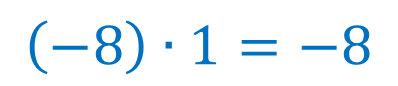 (−8) · 1 = −8